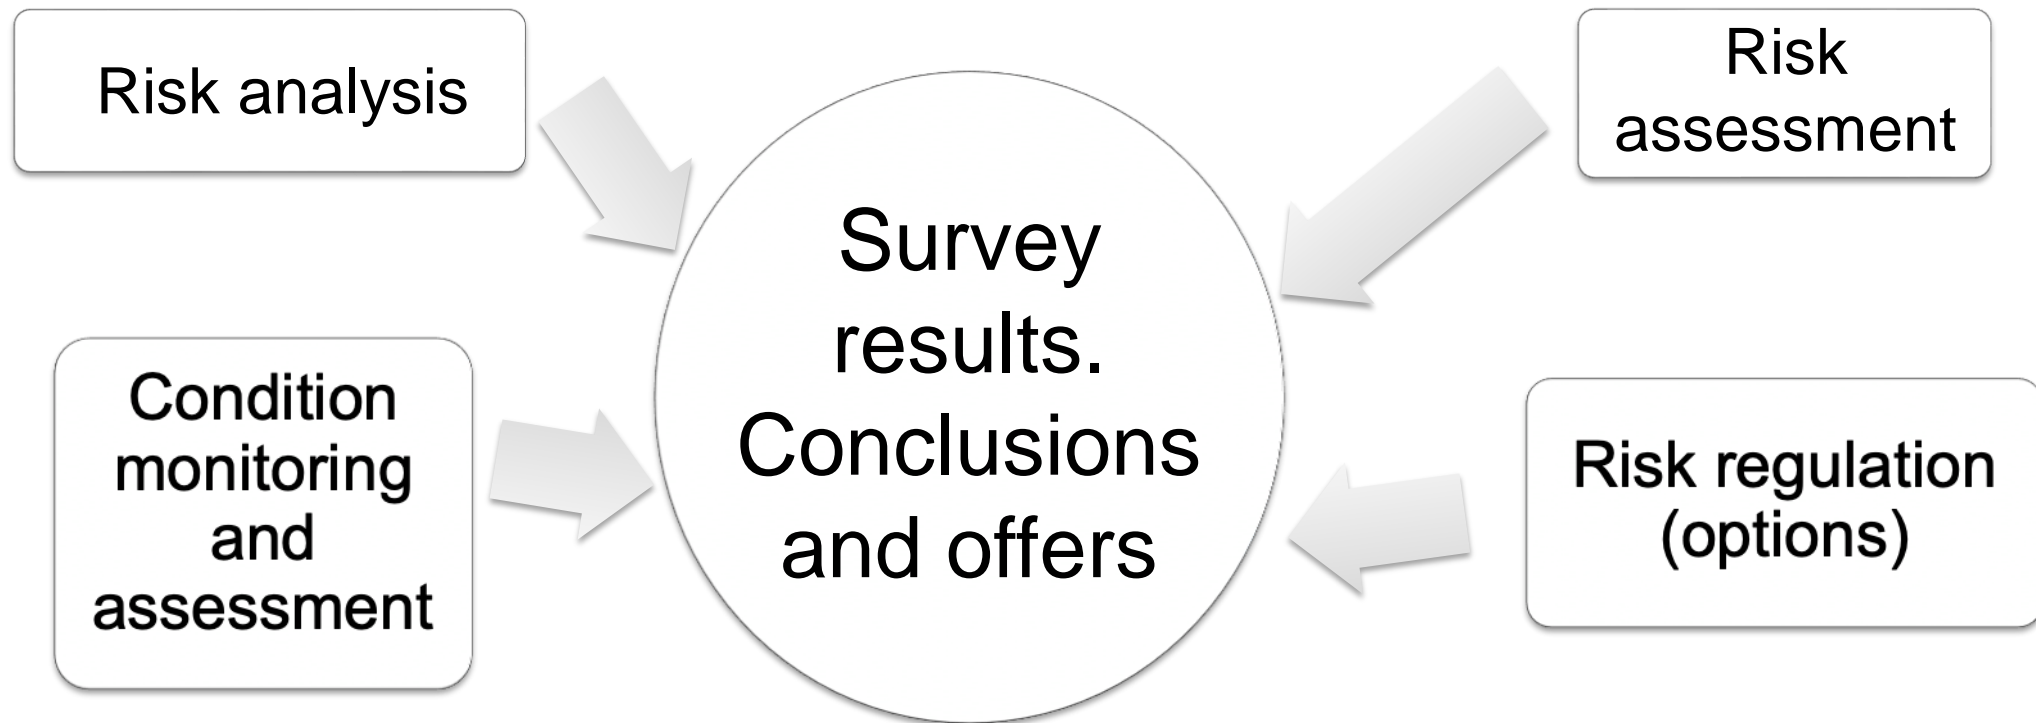 Risk analysis
Risk
assessment
Survey
results.
Conclusions
and offers
Condition
monitoring
and
assessment
Risk regulation
(options)